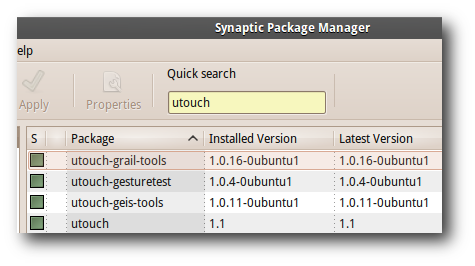 Synaptic Package Manager
elp
Quick search
Apply Properties utouch
S Package Installed Version Latest Version
utouch-grail-tools 1.0.16-0ubuntu1 1.0.16-0ubuntu1
utouch-gesturetest 1.0.4-0ubuntu1 1.0.4-0ubuntu1
utouch-geis-tools 1.0.11-0ubuntu1 1.0.11-0ubuntu1
utouch 1.1 1.1